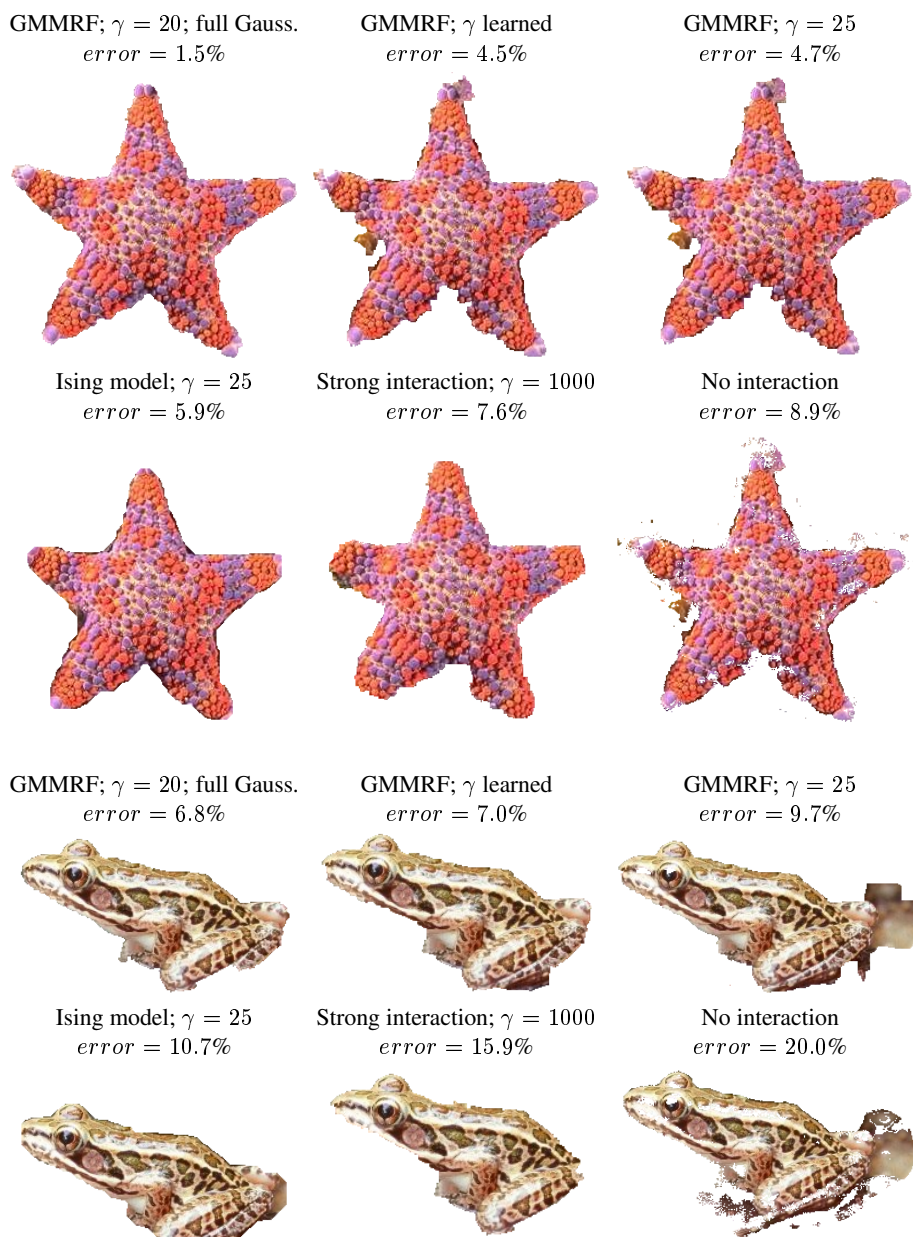 GMMRF; γ = 20; full Gauss.
error = 1.5%
GMMRF; γ learned
error = 4.5%
GMMRF; γ = 25
error = 4.7%
Ising model; γ = 25
error = 5.9%
Strong interaction; γ = 1000
error = 7.6%
No interaction
error = 8.9%
GMMRF; γ = 20; full Gauss.
error = 6.8%
GMMRF; γ learned
error = 7.0%
GMMRF; γ = 25
error = 9.7%
Ising model; γ = 25
error = 10.7%
Strong interaction; γ = 1000
error = 15.9%
No interaction
error = 20.0%